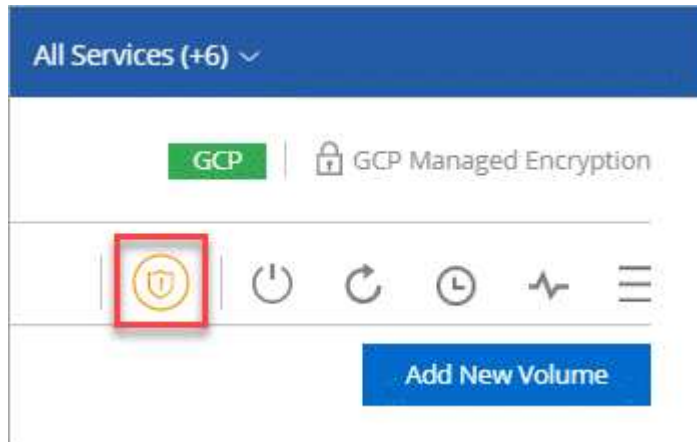 All Services (+6)
GCP
GCP Managed Encryption
Add New Volume